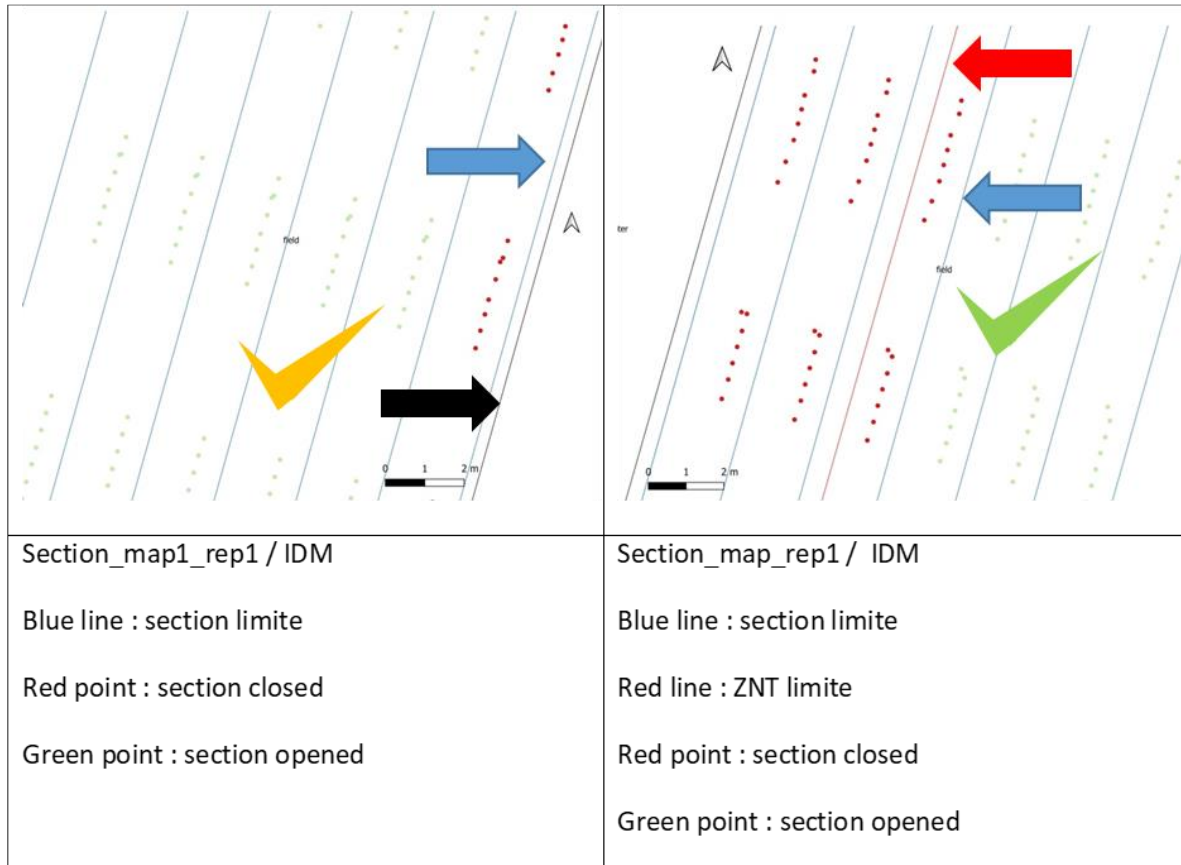 field
0 1 2 m
ter
field
0 1 2 m
Section_map1_rep1 / IDM
Blue line : section limite
Red point : section closed
Green point : section opened
Section_map_rep1 / IDM
Blue line : section limite
Red line : ZNT limite
Red point : section closed
Green point : section opened